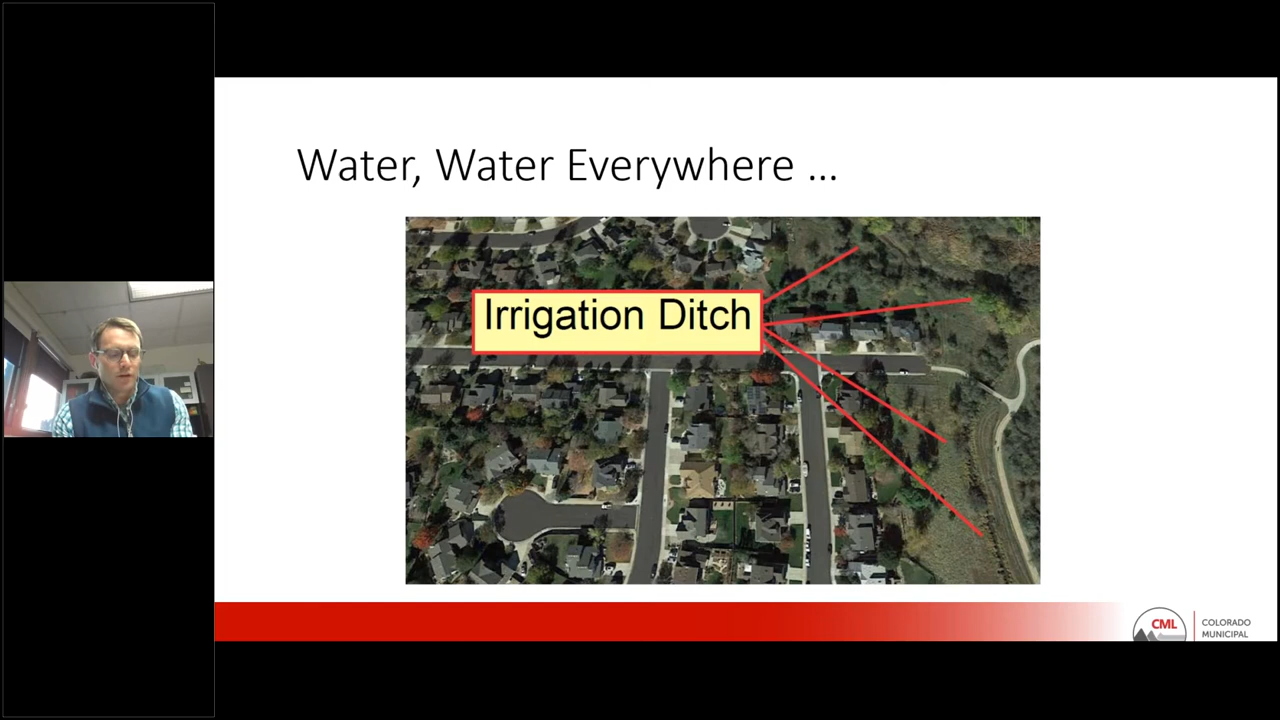 Water, Water Everywhere ...
Irrigation Ditch
CML
COLORADO
MUNICIPAL